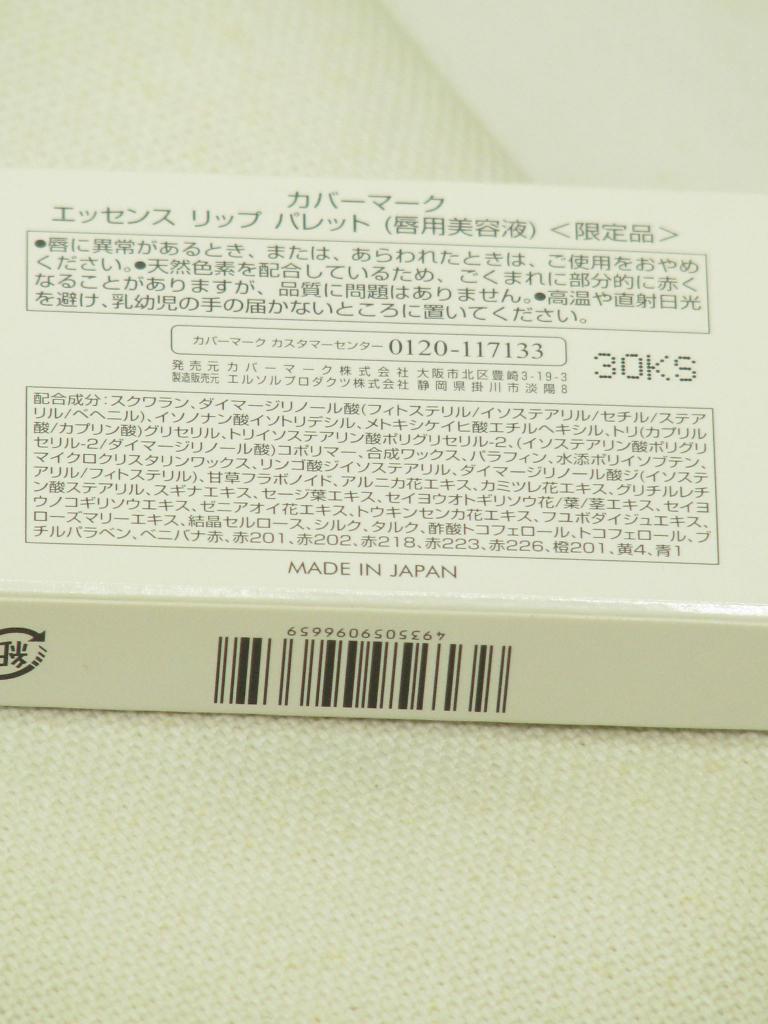 カバーマーク
エッセンス リップ パレット (唇用美容液) <限定品>
●唇に異常があるとき、または、あらわれたときは、ご使用をおやめ
ください。●天然色素を配合しているため、ごくまれに部分的に赤く
なることがありますが、品質に問題はありません。●高温や直射日光
を避け、乳幼児の手の届かないところに置いてください。
カバーマーク カスタマーセンター 0120-117133
30KS
発売元 カバーマーク株式会社 大阪市北区豊崎3-19-3
製造販売元 エルソルプロダクツ株式会社 静岡県掛川市淡陽8
配合成分:スクワラン、ダイマージリノール酸(フィトステリル/イソステアリル/セチル/ステア
リル/ベヘニル)、イソノナン酸イソトリデシル、メトキシケイヒ酸エチルヘキシル、トリ(カプリル
酸/カプリン酸)グリセリル、トリイソステアリン酸ポリグリセリル-2、(イソステアリン酸ポリグリ
セリル-2/ダイマージリノール酸)コポリマー、合成ワックス、パラフィン、水添ポリイソブテン、
マイクロクリスタリンワックス、リンゴ酸ジイソステアリル、ダイマージリノール酸ジ(イソステ
アリル/フィトステリル)、甘草フラボノイド、アルニカ花エキス、カミツレ花エキス、グリチルレチ
ン酸ステアリル、スギナエキス、セージ葉エキス、セイヨウオトギリソウ花/葉/茎エキス、セイヨ
ウノコギリソウエキス、ゼニアオイ花エキス、トウキンセンカ花エキス、フユボダイジュエキス、
ローズマリーエキス、結晶セルロース、シルク、タルク、酢酸トコフェロール、トコフェロール、ブ
チルパラベン、ベニバナ赤、赤201、赤202、赤218、赤223、赤226、橙201、黄4、青1
MADE IN JAPAN
4935059096659
紙